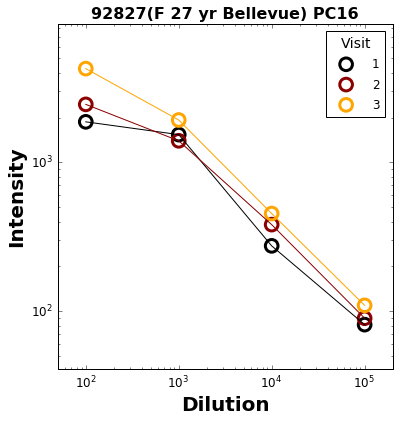 92827(F 27 yr Bellevue) PC16
Visit
1
2
3
Intensity
10³
10²
10² 10³ 10⁴ 10⁵
Dilution